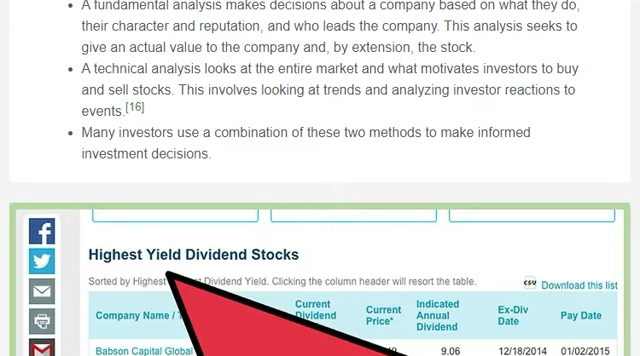 • A fundamental analysis makes decisions about a company based on what they do,
their character and reputation, and who leads the company. This analysis seeks to
give an actual value to the company and, by extension, the stock.
• A technical analysis looks at the entire market and what motivates investors to buy
and sell stocks. This involves looking at trends and analyzing investor reactions to
events.[16]
• Many investors use a combination of these two methods to make informed
investment decisions.
Highest Yield Dividend Stocks
Sorted by Highest Dividend Yield. Clicking the column header will resort the table.
CSV Download this list
Company Name / Current Dividend Current Price* Indicated Annual Dividend Ex-Div Date Pay Date
Babson Capital Global 9.06 12/18/2014 01/02/2015